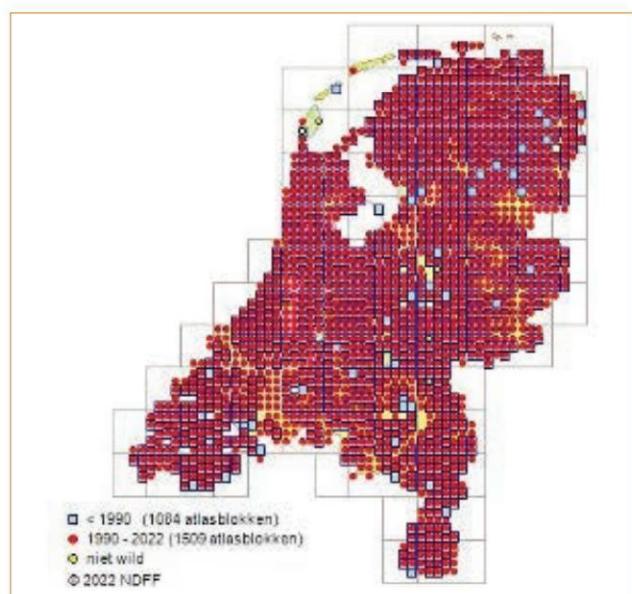 < 1990 (1084 atlasblokken)
1990 - 2022 (1509 atlasblokken)
niet wild
© 2022 NDFF